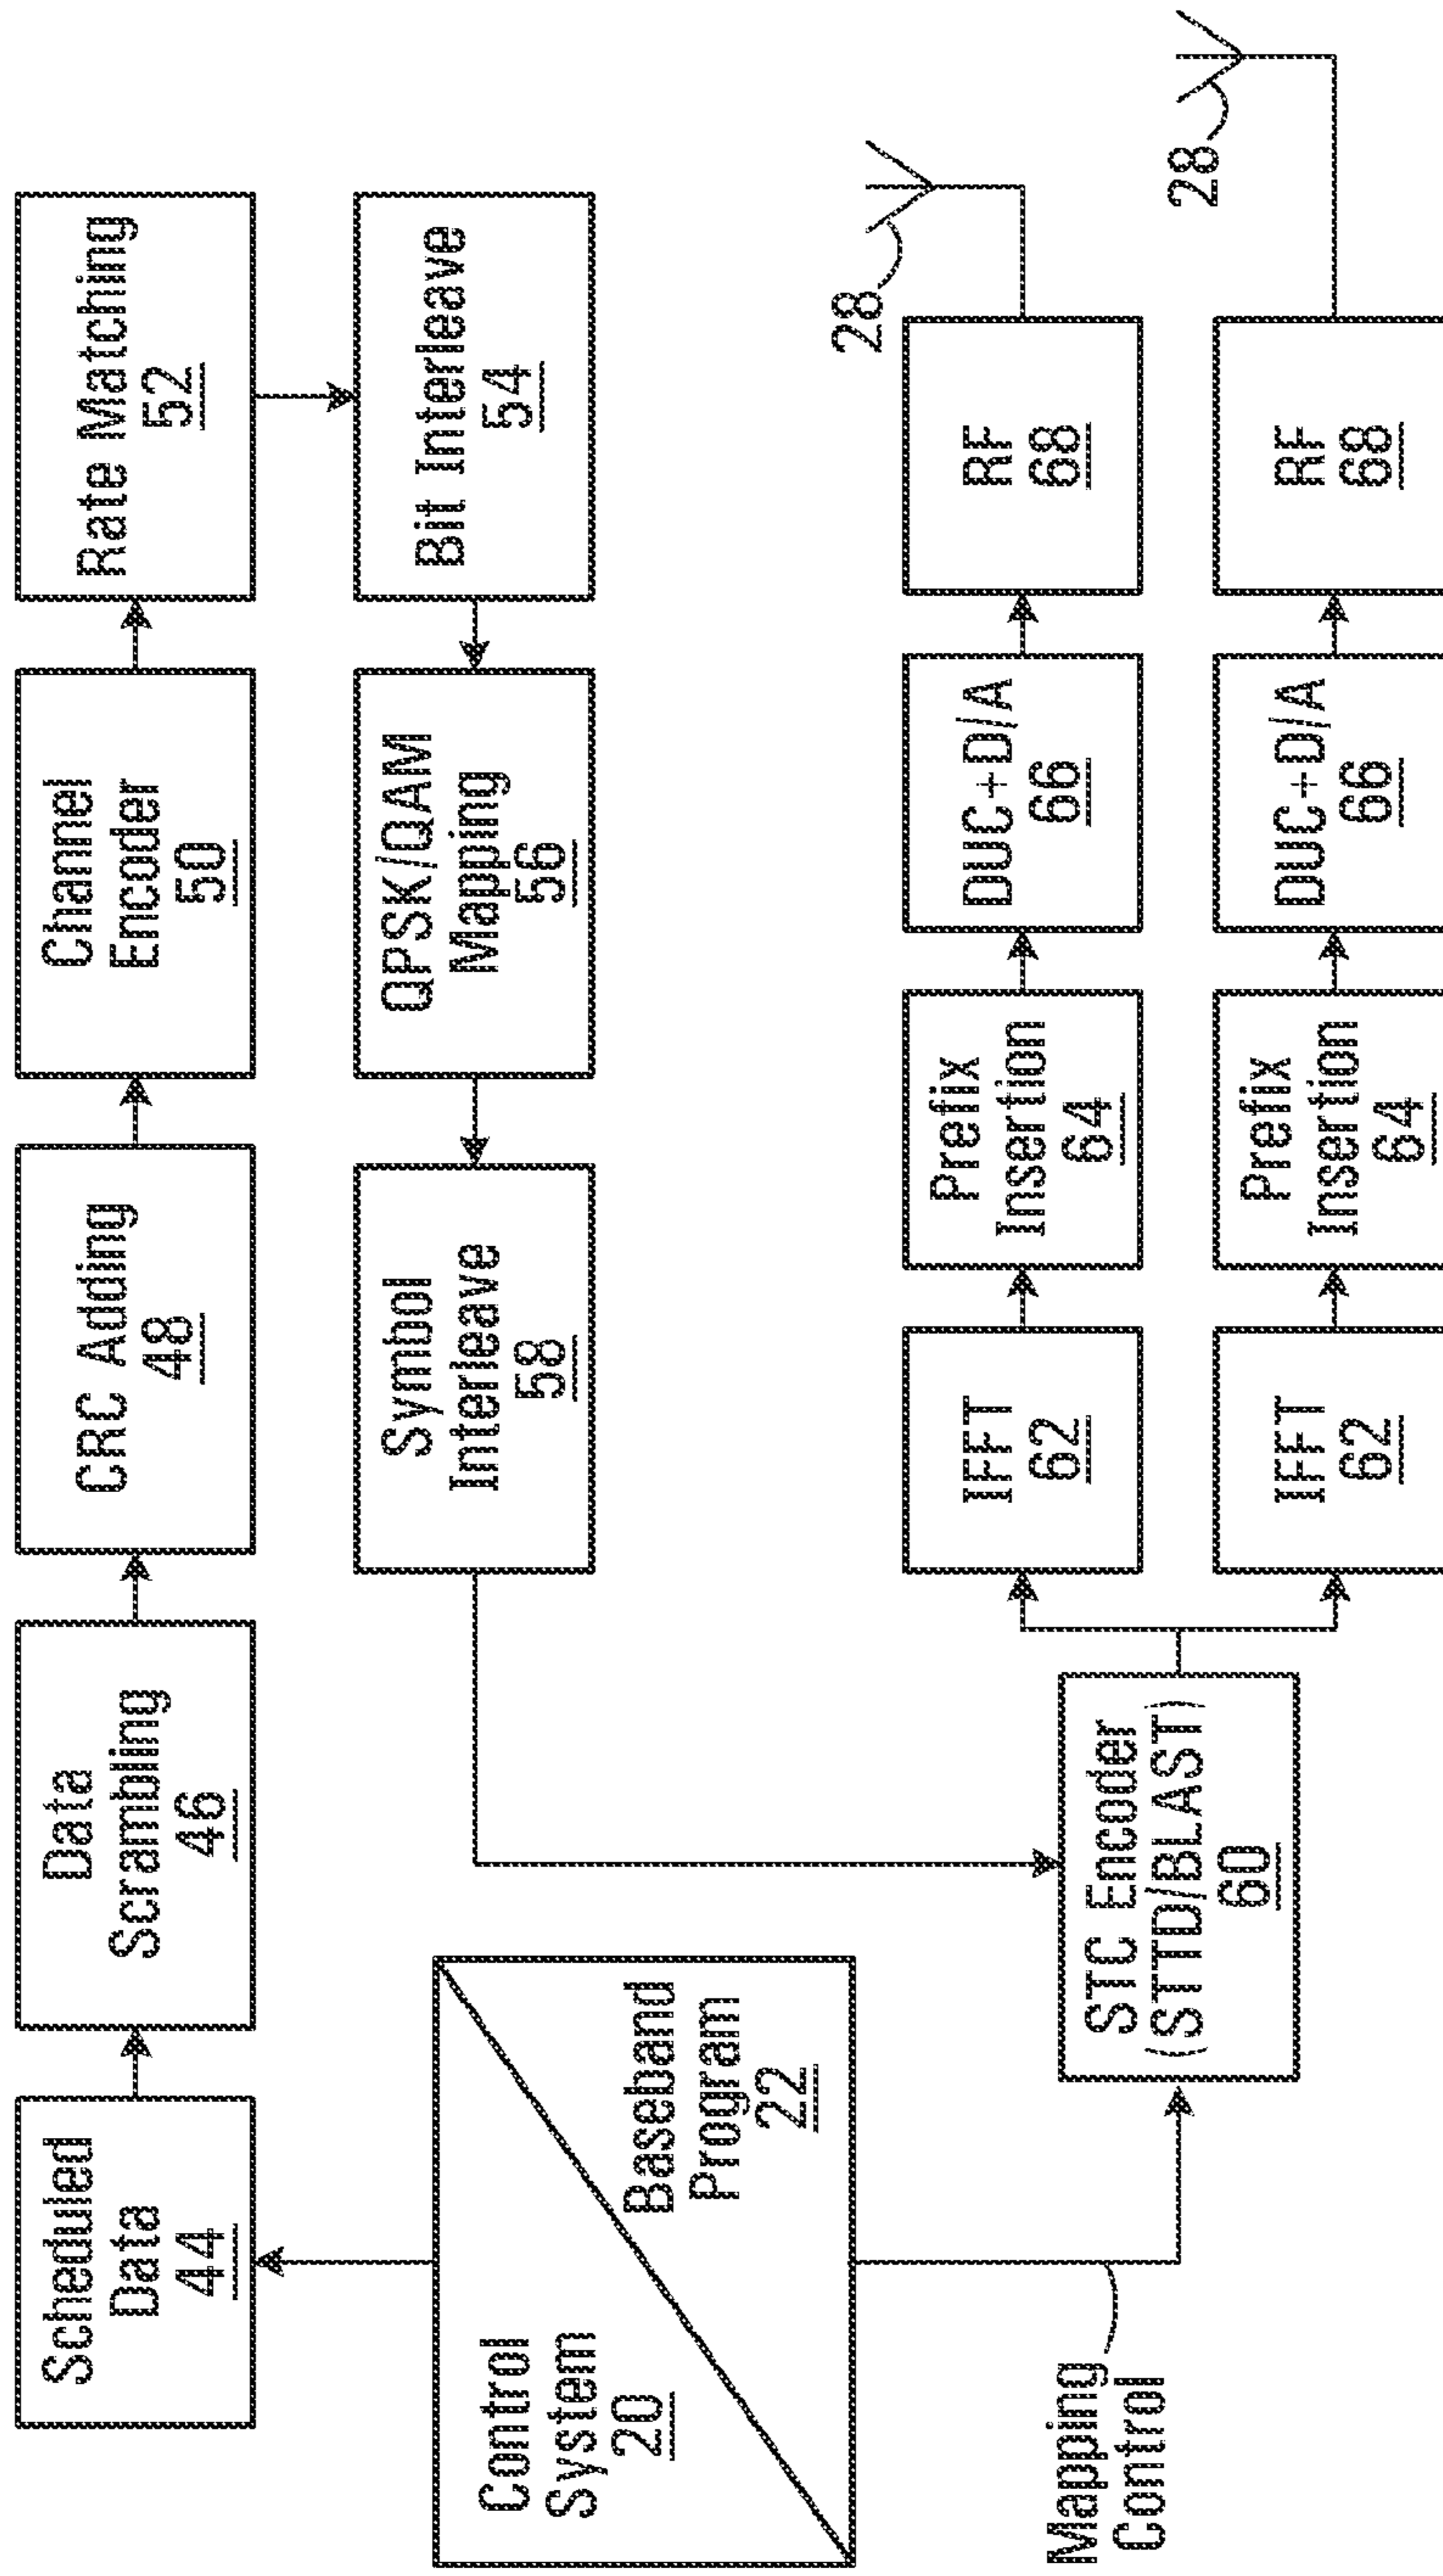 Scheduled
Data
44
Data
Scrambling
46
CRC Adding
48
Channel
Encoder
50
Rate Matching
52
Control
System
20
Baseband
Program
22
Symbol
Interleave
58
QPSK/QAM
Mapping
56
Bit Interleave
54
Mapping
Control
STC Encoder
(STTD/BLAST)
60
IFFT
62
Prefix
Insertion
64
DUC+D/A
66
RF
68
28
IFFT
62
Prefix
Insertion
64
DUC+D/A
66
RF
68
28